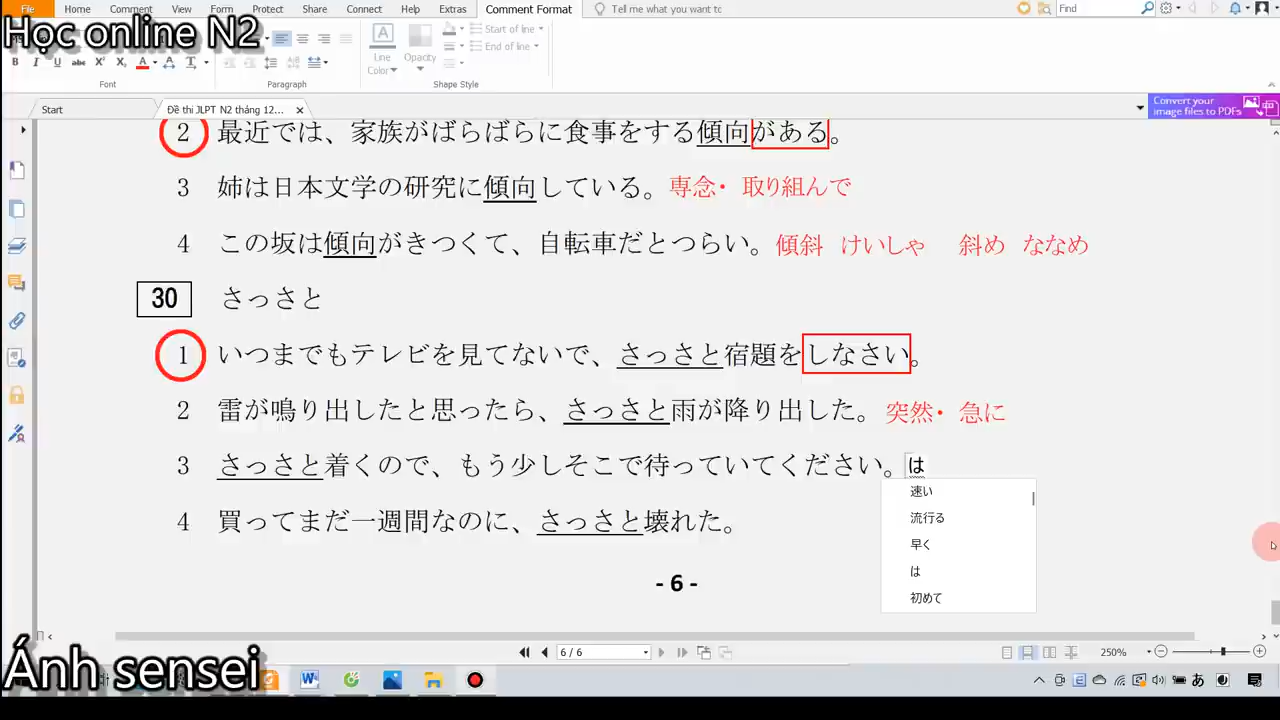 File Home Comment View Form Protect Share Connect Help Extras Comment Format Tell me what you want tc Find
Học online N2
Line Color Opacity Start of line End of line
Font Paragraph Shape Style
Start Đề thi JLPT N2 tháng 12... Convert your image files to PDFs
2 最近では、家族がばらばらに食事をする傾向がある。
3 姉は日本文学の研究に傾向している。専念・ 取り組んで
4 この坂は傾向がきつくて、自転車だとつらい。傾斜 けいしゃ 斜め ななめ
30 さっさと
1 いつまでもテレビを見てないで、さっさと宿題をしなさい。
2 雷が鳴り出したと思ったら、さっさと雨が降り出した。突然・ 急に
3 さっさと着くので、もう少しそこで待っていてください。は
速い
流行る
早く
は
初めて
4 買ってまだ一週間なのに、さっさと壊れた。
- 6 -
6 / 6 250%
Ánh sensei
あ